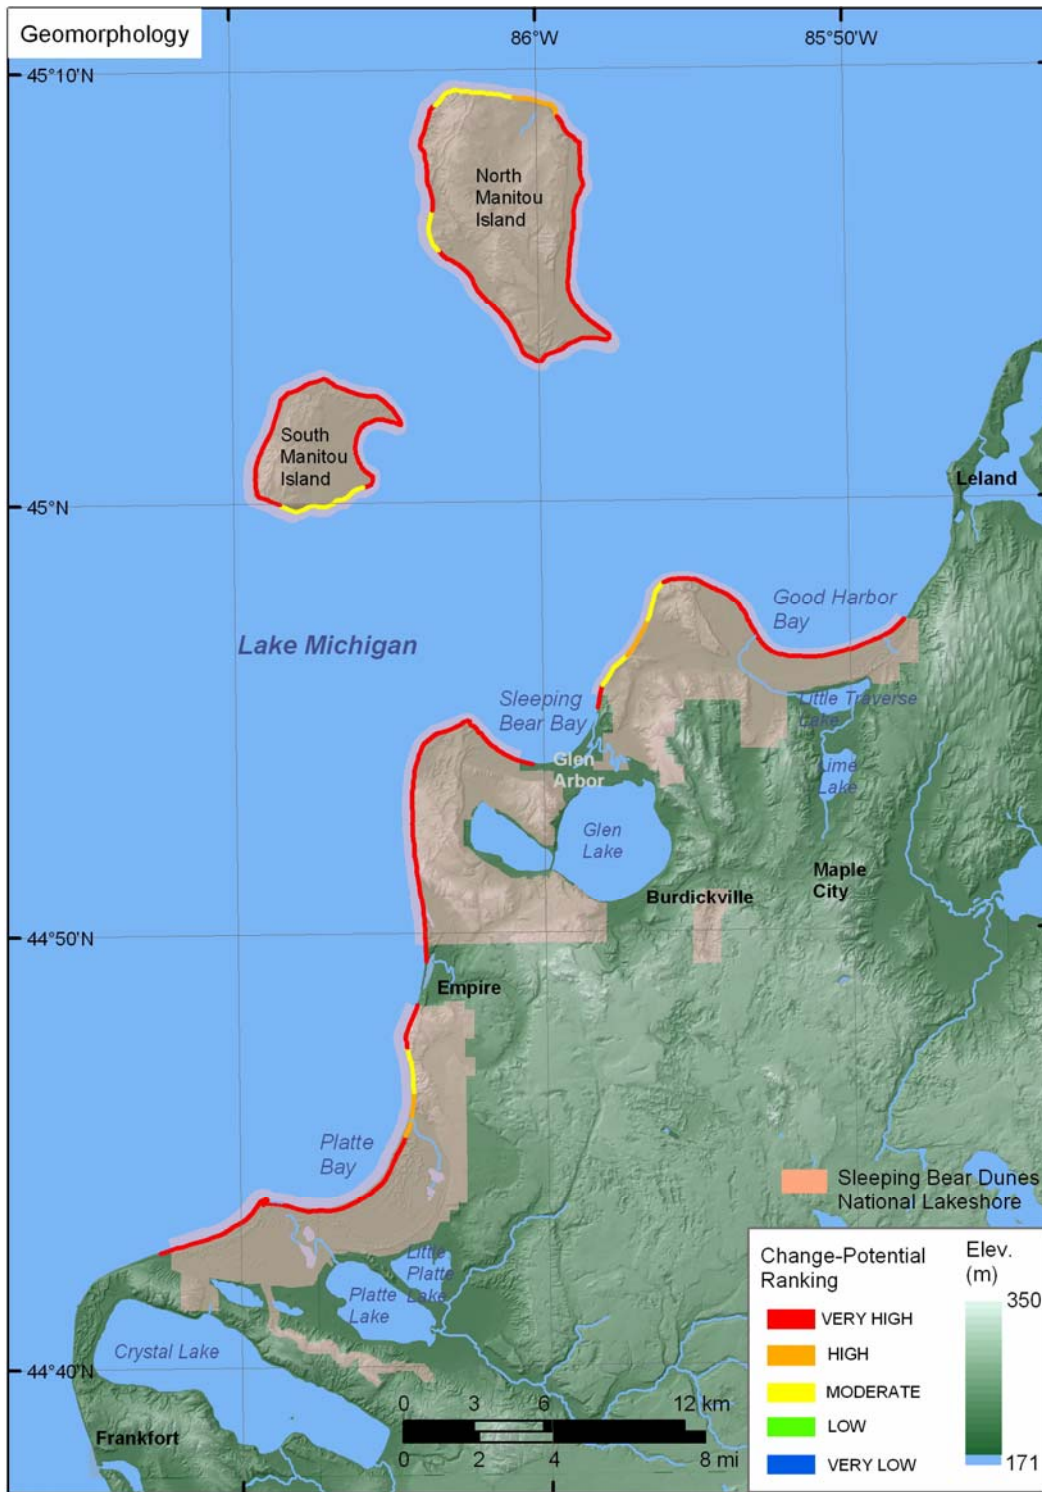 Geomorphology
86°W
85°50'W
45°10'N
North
Manitou
Island
South
Manitou
Island
45°N
Leland
Good Harbor
Bay
Lake Michigan
Sleeping
Bear Bay
Little Traverse
Lake
Glen
Arbor
Lime
Lake
Glen
Lake
Maple
City
Burdickville
44°50'N
Empire
Platte
Bay
Sleeping Bear Dunes
National Lakeshore
Little
Platte
Lake
Platte
Lake
Crystal Lake
44°40'N
Frankfort
0 3 6 12 km
0 2 4 8 mi
Change-Potential
Ranking
VERY HIGH
HIGH
MODERATE
LOW
VERY LOW
Elev.
(m)
350
171